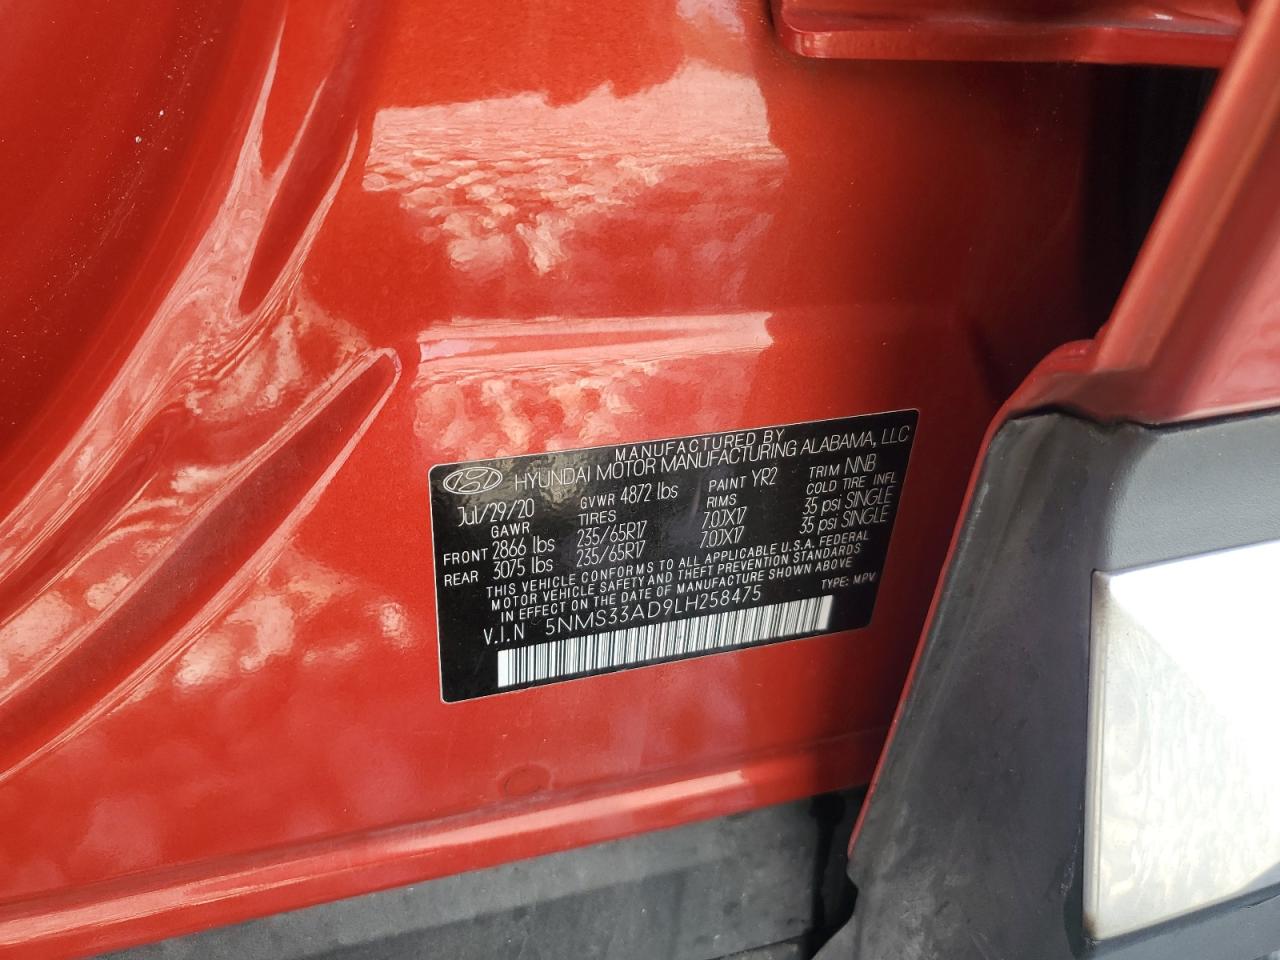 MANUFACTURED BY
HYUNDAI MOTOR MANUFACTURING ALABAMA, LLC
Jul/29/20 GVWR 4872 lbs PAINT YR2 TRIM NNB
GAWR TIRES RIMS COLD TIRE INFL
FRONT 2866 lbs 235/65R17 7.0JX17 35 psi SINGLE
REAR 3075 lbs 235/65R17 7.0JX17 35 psi SINGLE
THIS VEHICLE CONFORMS TO ALL APPLICABLE U.S.A. FEDERAL
MOTOR VEHICLE SAFETY AND THEFT PREVENTION STANDARDS
IN EFFECT ON THE DATE OF MANUFACTURE SHOWN ABOVE
V.I.N 5NMS33AD9LH258475 TYPE: MPV